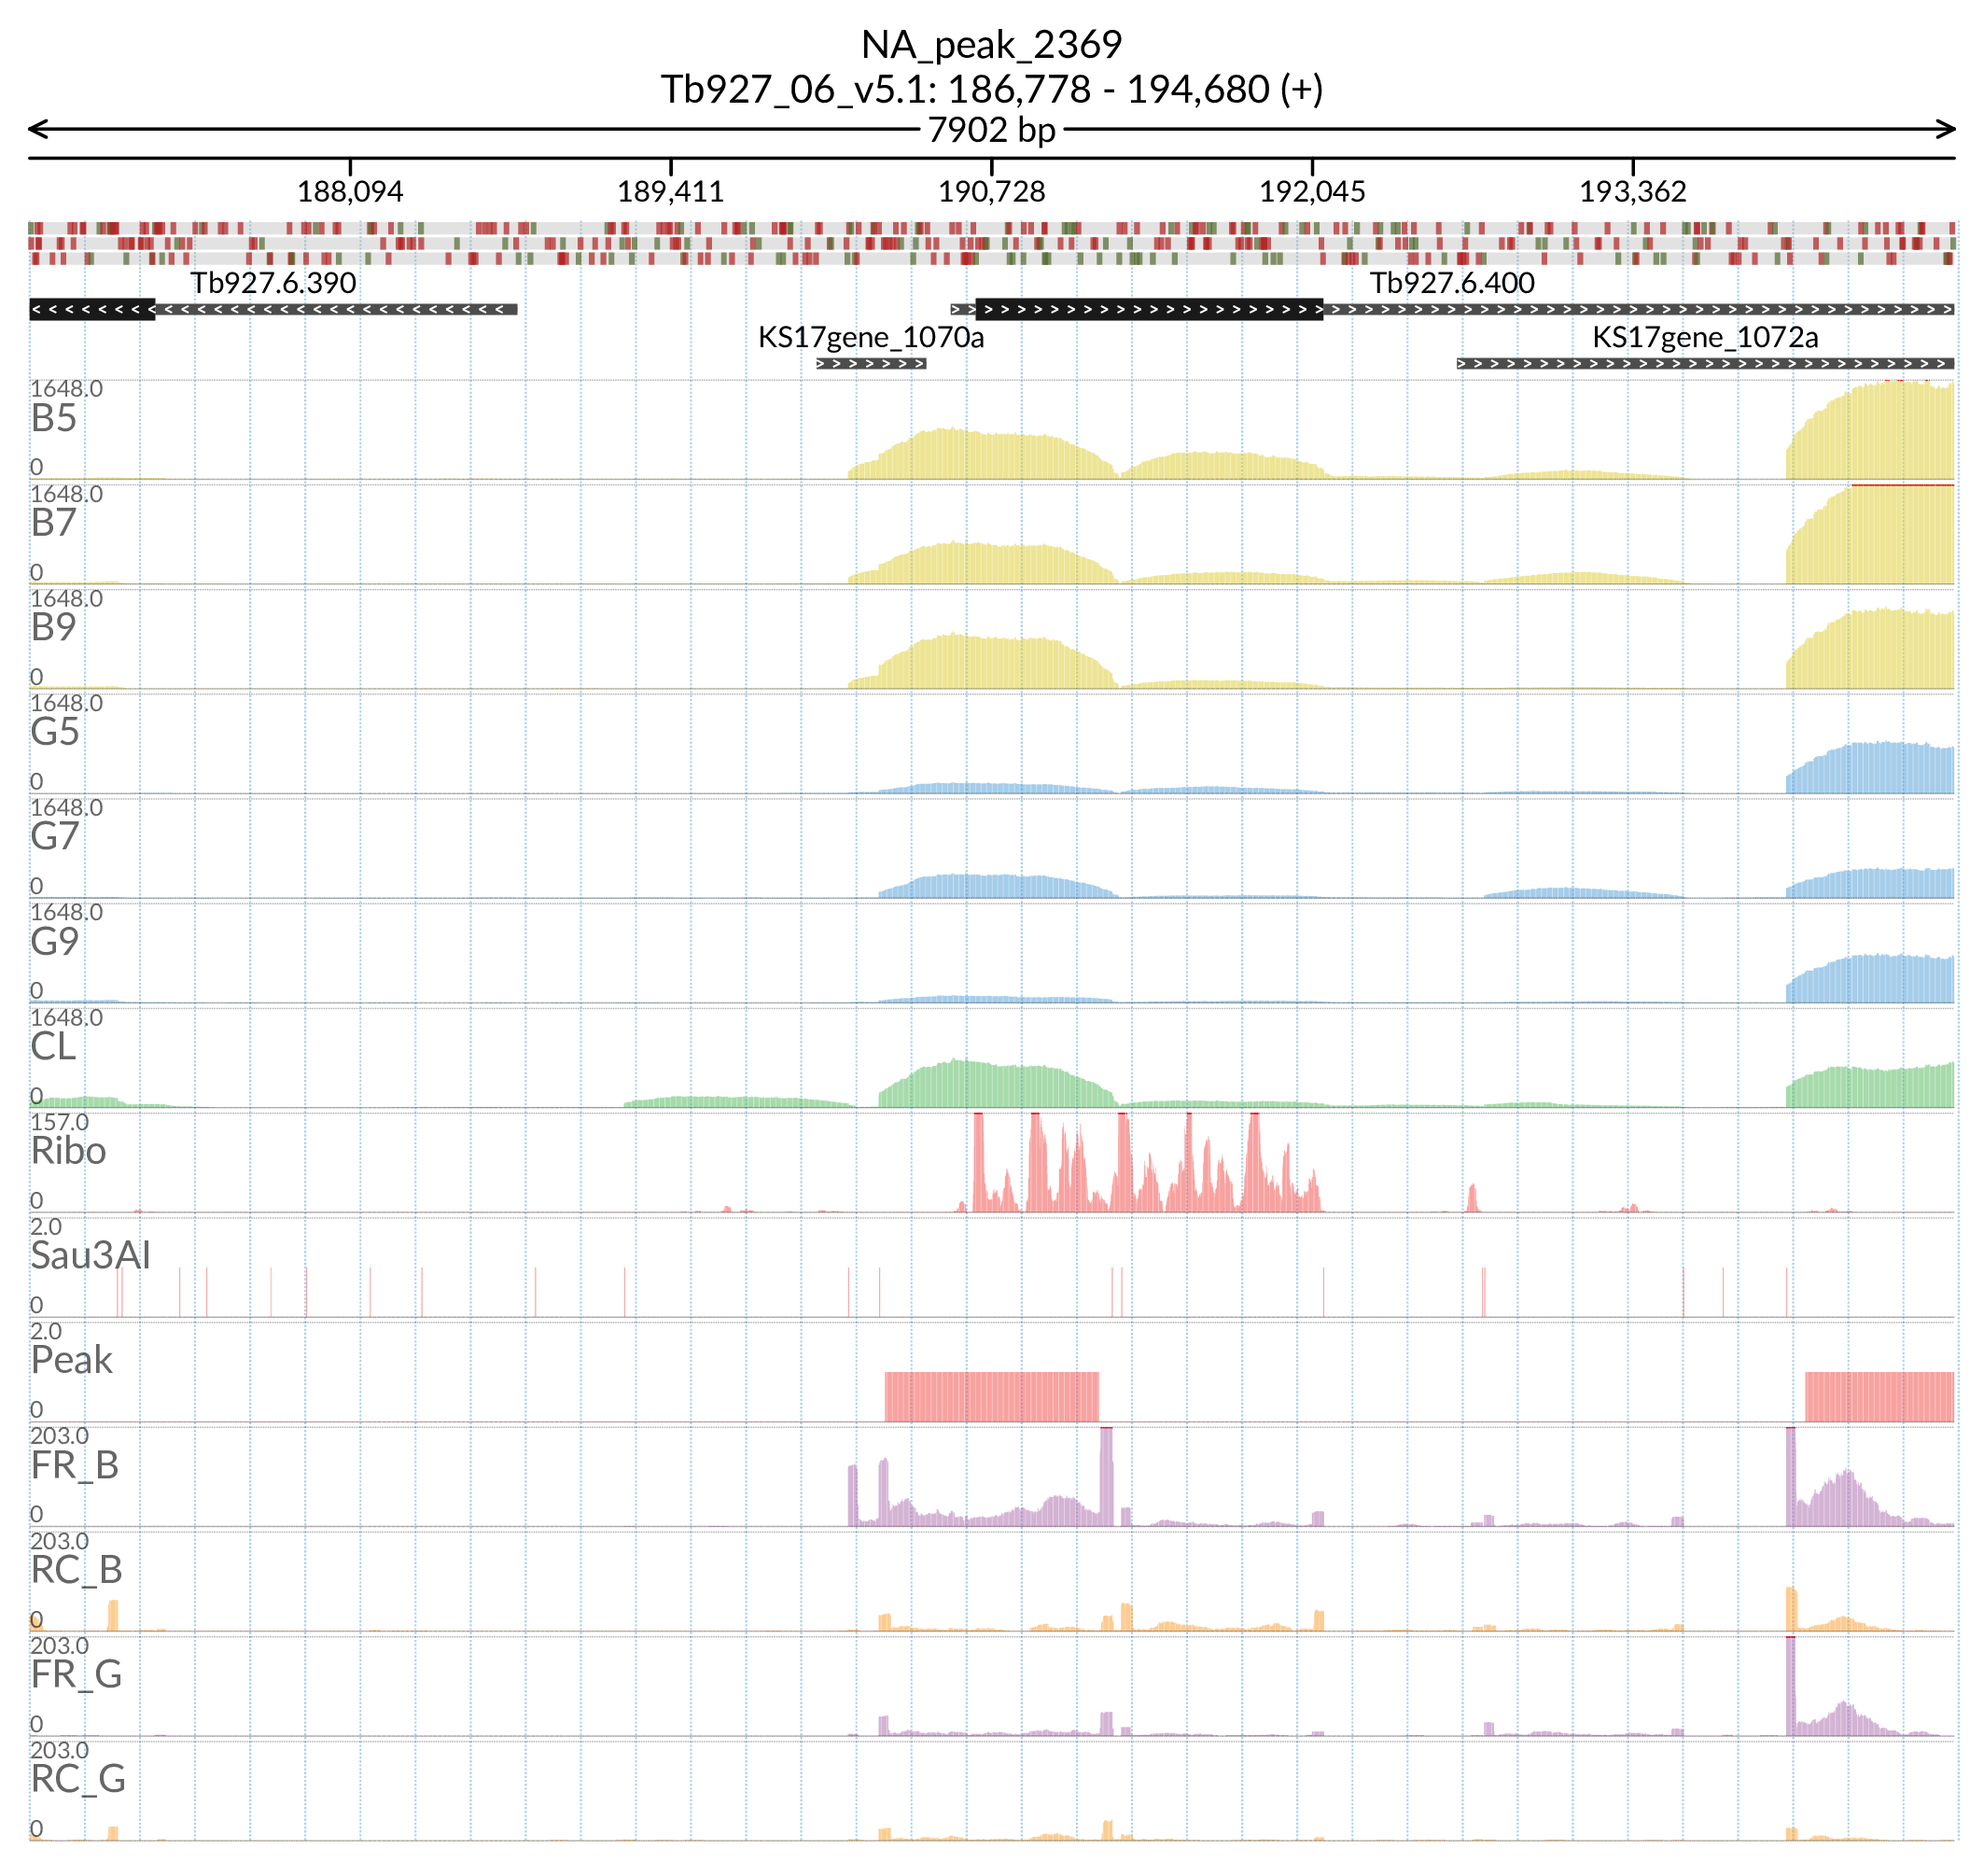 NA_peak_2369
Tb927_06_v5.1: 186,778 - 194,680 (+)
7902 bp
188,094 189,411 190,728 192,045 193,362
Tb927.6.390 Tb927.6.400
KS17gene_1070a KS17gene_1072a
1648.0
B5
0
1648.0
B7
0
1648.0
B9
0
1648.0
G5
0
1648.0
G7
0
1648.0
G9
0
1648.0
CL
0
157.0
Ribo
0
2.0
Sau3AI
0
2.0
Peak
0
203.0
FR_B
0
203.0
RC_B
0
203.0
FR_G
0
203.0
RC_G
0